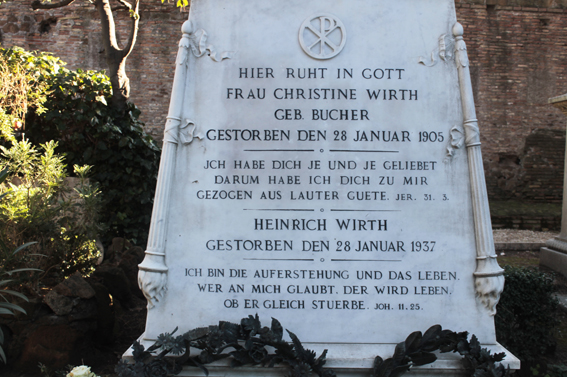 HIER RUHT IN GOTT
FRAU CHRISTINE WIRTH
GEB. BUCHER
GESTORBEN DEN 28 JANUAR 1905
JCH HABE DICH JE UND JE GELIEBET
DARUM HABE ICH DICH ZU MIR
GEZOGEN AUS LAUTER GUETE. JER. 31. 3.
HEINRICH WIRTH
GESTORBEN DEN 28 JANUAR 1937
ICH BIN DIE AUFERSTEHUNG UND DAS LEBEN.
WER AN MICH GLAUBT. DER WIRD LEBEN.
OB ER GLEICH STUERBE. JOH. 11. 25.